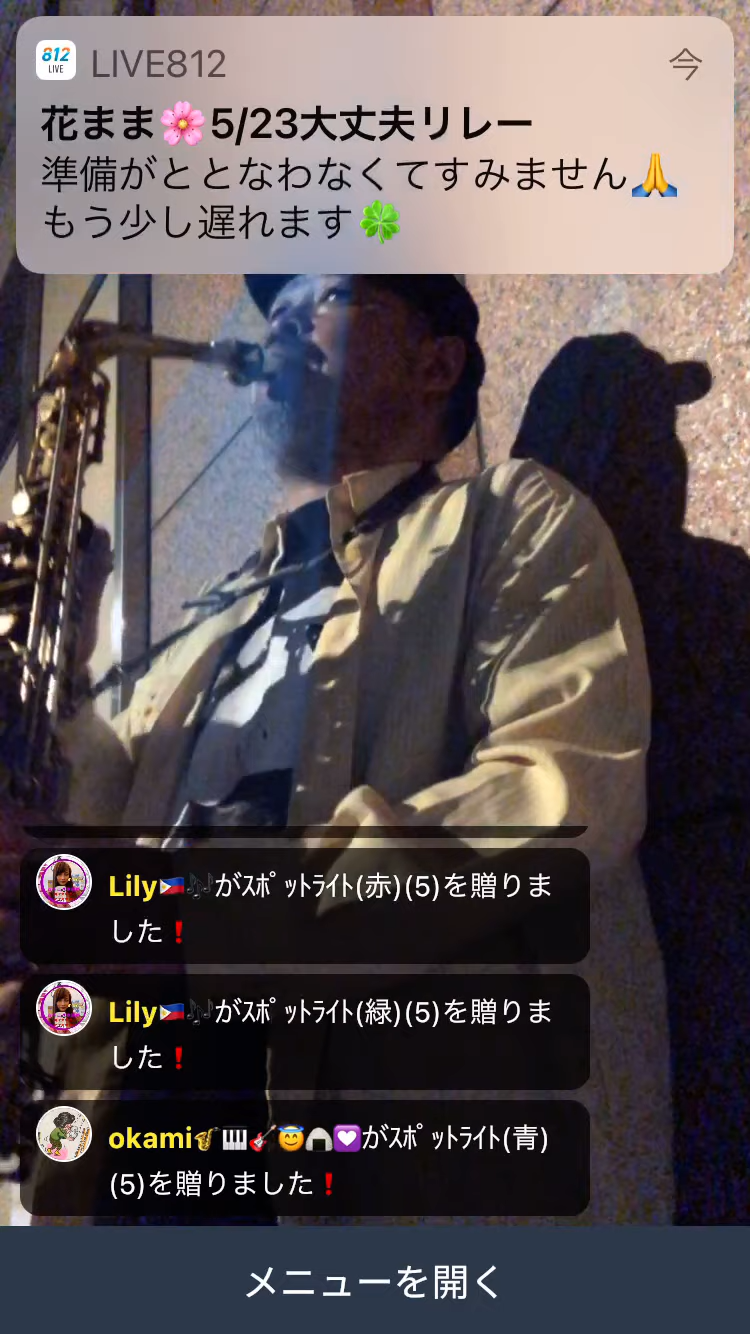 812
LIVE
LIVE812
今
花まま🌸5/23大丈夫リレー
準備がととなわなくてすみません🙏
もう少し遅れます🍀
Lily🇵🇭🎶がｽﾎﾟｯﾄﾗｲﾄ(赤)(5)を贈りま
した❗
Lily🇵🇭🎶がｽﾎﾟｯﾄﾗｲﾄ(緑)(5)を贈りま
した❗
okami🎷🎹🎸😇🍙💟がｽﾎﾟｯﾄﾗｲﾄ(青)
(5)を贈りました❗
メニューを開く